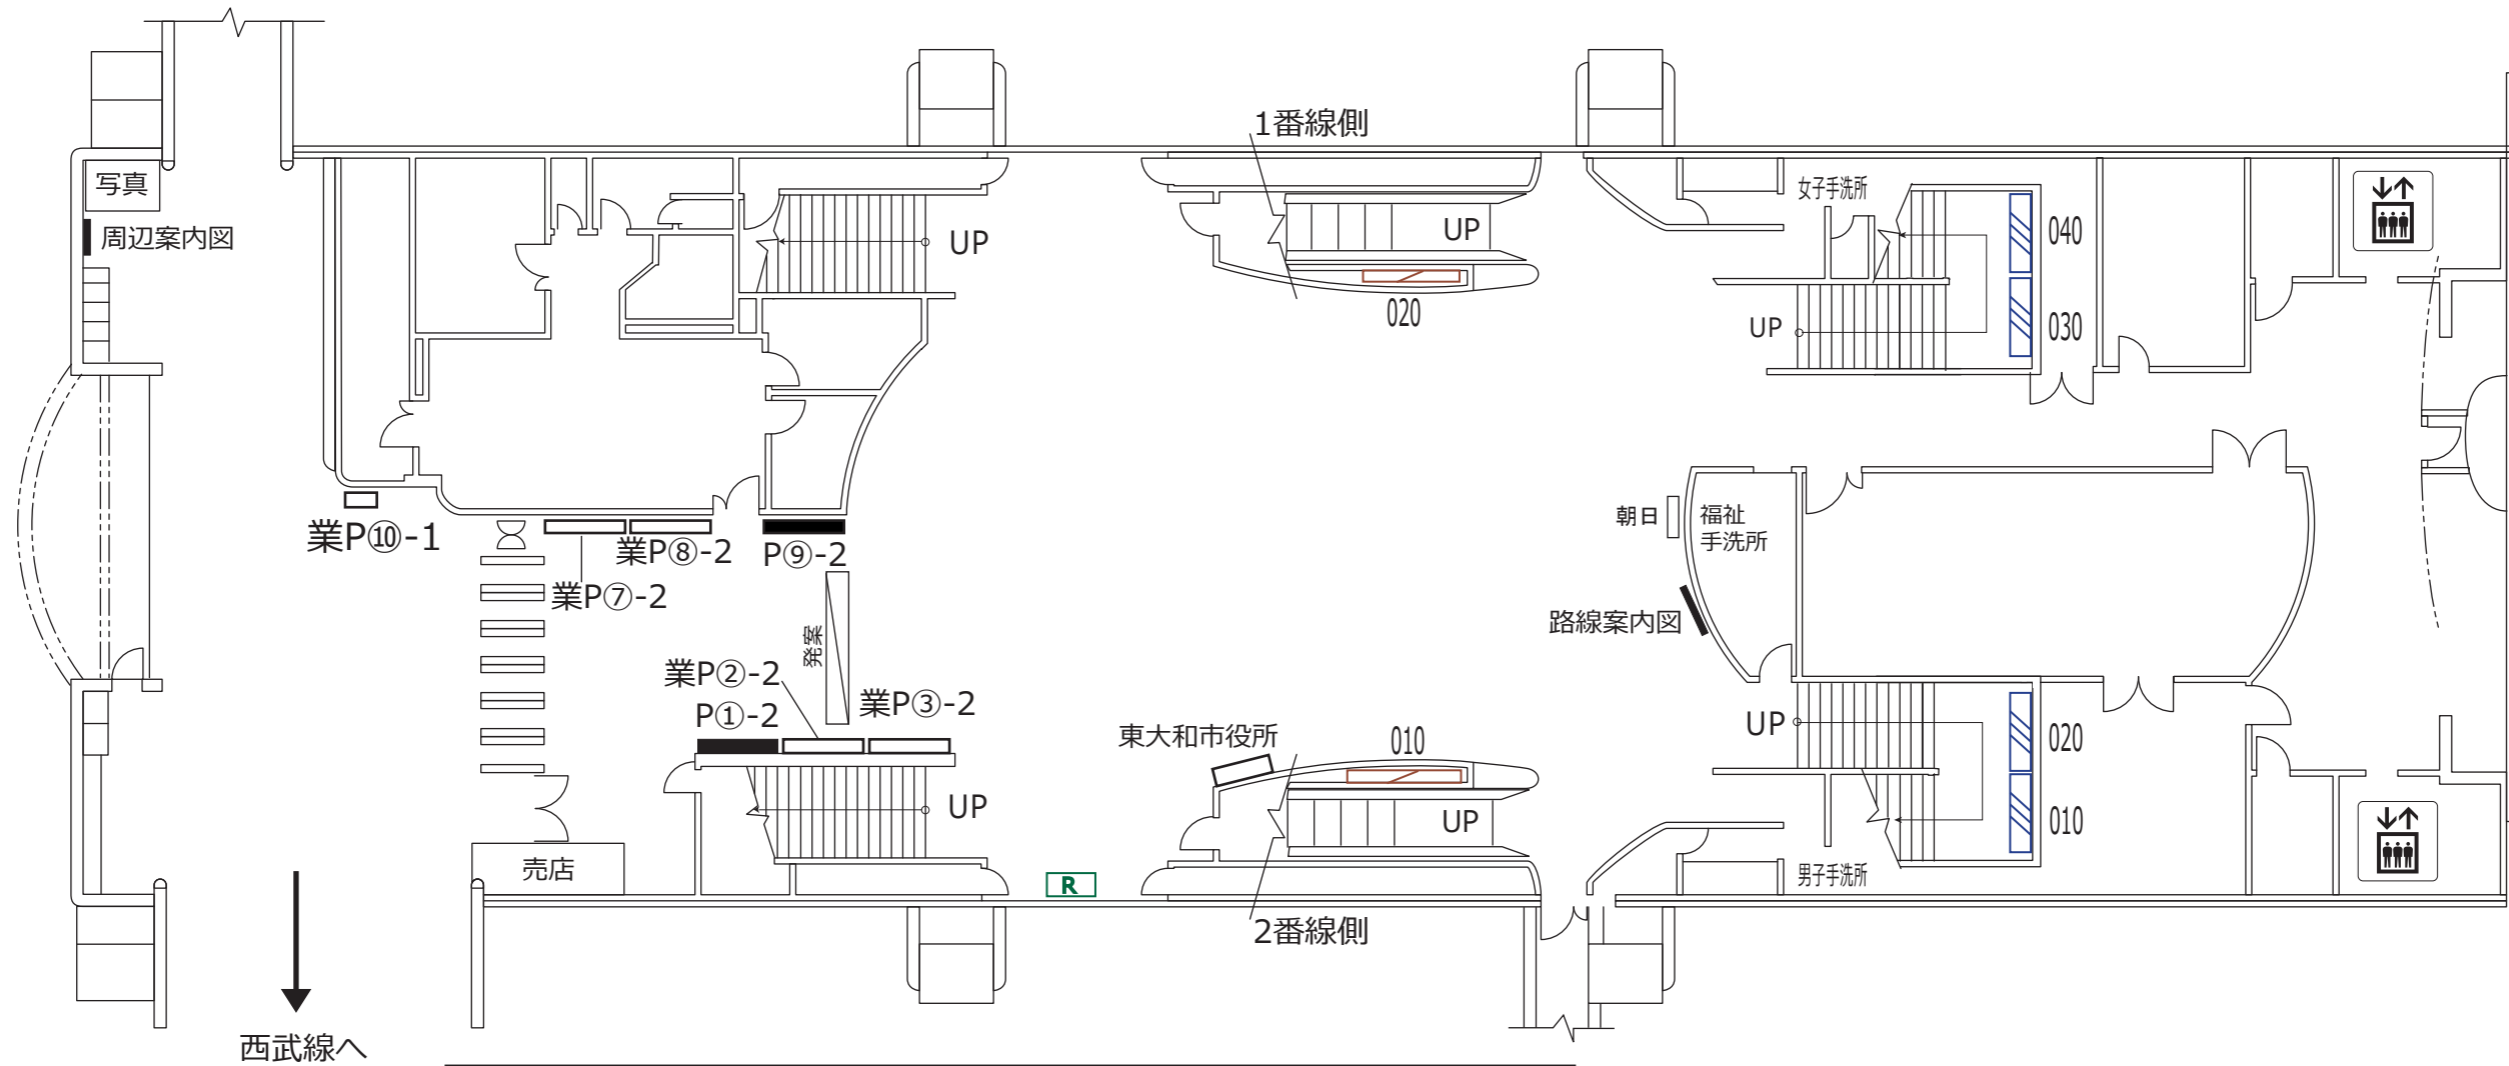 1番線側
写真
周辺案内図
UP
UP
020
女子手洗所
040
030
UP
業P⑩-1
業P⑧-2
P⑨-2
業P⑦-2
朝日
福祉
手洗所
路線案内図
発案
業P②-2
業P③-2
P①-2
東大和市役所
010
UP
020
010
UP
UP
売店
R
男子手洗所
2番線側
西武線へ